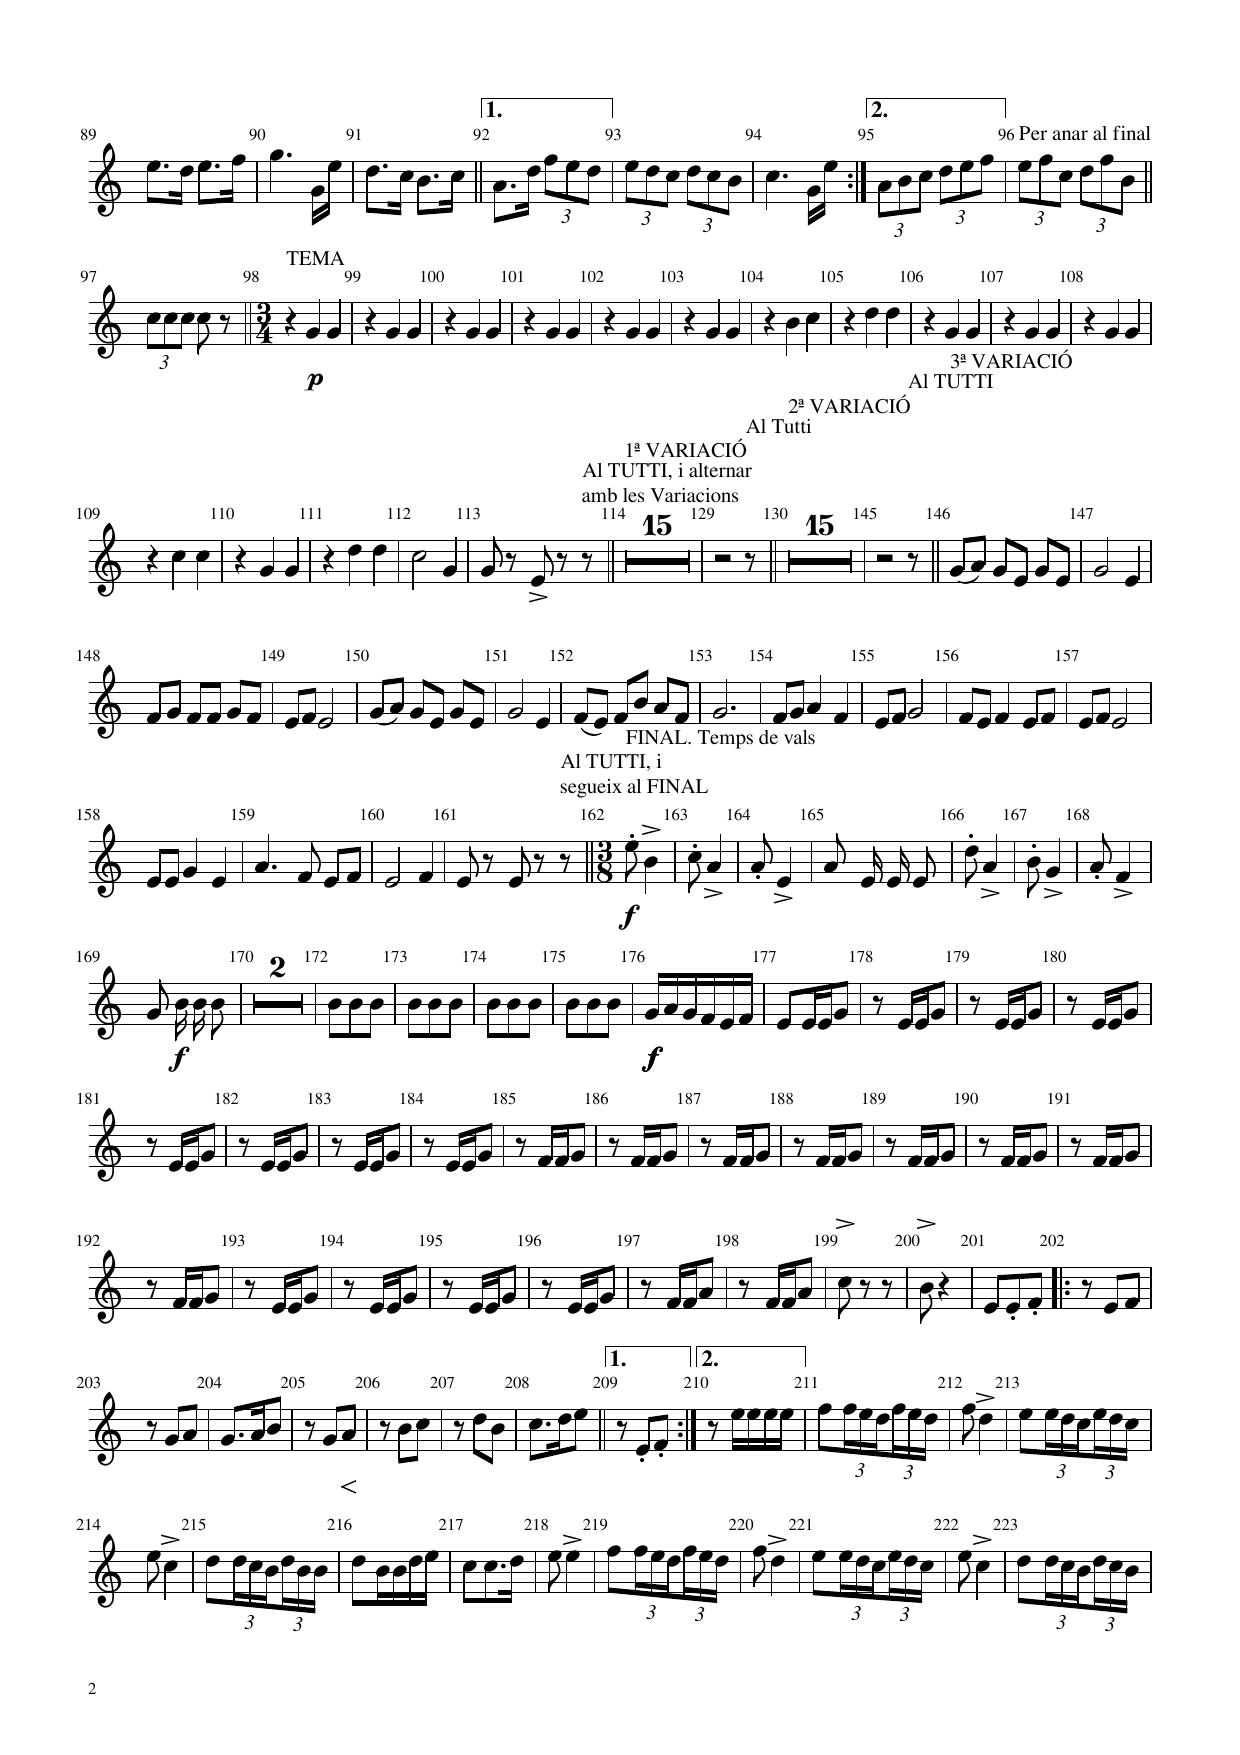 1. 2.
89 90 91 92 93 94 95 96 Per anar al final
3 3 3 3 3 3 3
TEMA
97 98 99 100 101 102 103 104 105 106 107 108
3 4
3 p
3ª VARIACIÓ
Al TUTTI
2ª VARIACIÓ
Al Tutti
1ª VARIACIÓ
Al TUTTI, i alternar
amb les Variacions
109 110 111 112 113 114 129 130 145 146 147
15 15
148 149 150 151 152 153 154 155 156 157
FINAL. Temps de vals
Al TUTTI, i
segueix al FINAL
158 159 160 161 162 163 164 165 166 167 168
3 8
f
169 170 172 173 174 175 176 177 178 179 180
2
f f
181 182 183 184 185 186 187 188 189 190 191
192 193 194 195 196 197 198 199 200 201 202
1. 2.
203 204 205 206 207 208 209 210 211 212 213
3 3 3 3
214 215 216 217 218 219 220 221 222 223
3 3 3 3 3 3 3 3
2